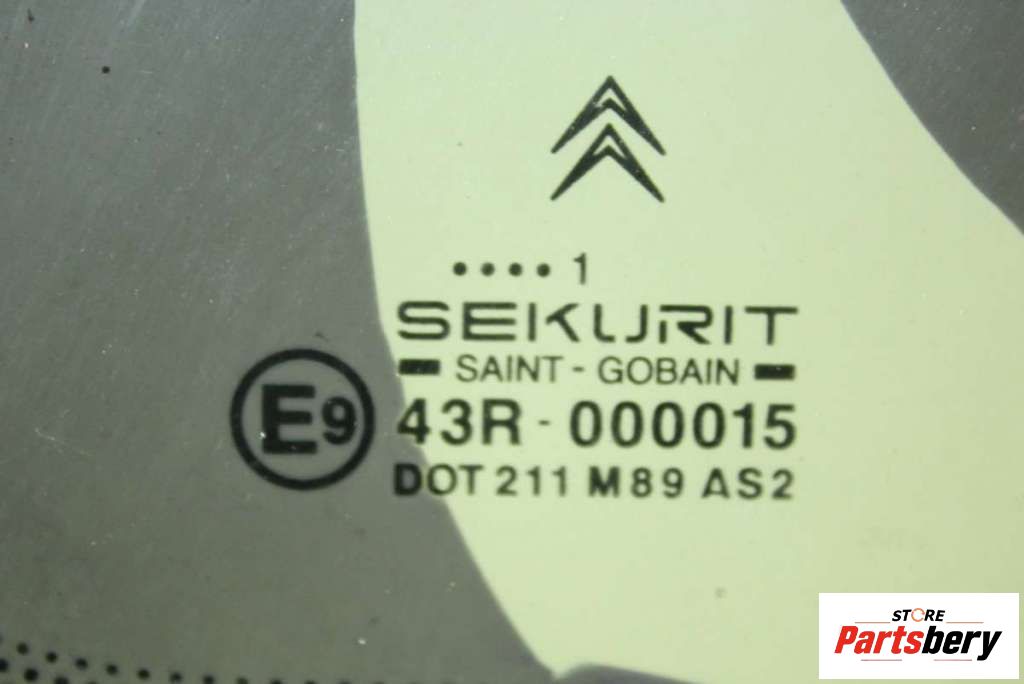 •••• 1
SEKURIT
SAINT - GOBAIN
E9
43R - 000015
DOT 211 M89 AS2
STORE
Partsbery